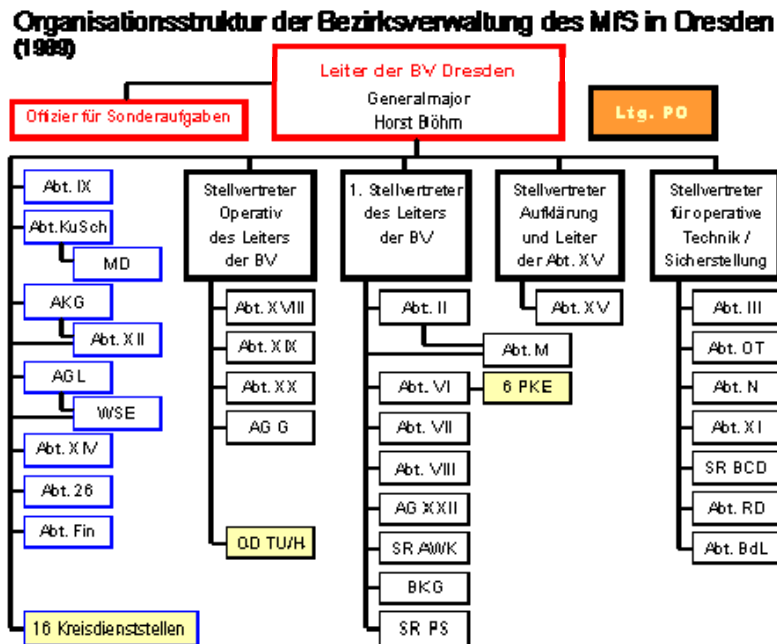 Organisationsstruktur der Bezirksverwaltung des MfS in Dresden
(1989)
Leiter der BV Dresden
Generalmajor
Horst Böhm
Offizier für Sonderaufgaben
Ltg. PO
Abt. IX
Abt.KuSch
MD
AKG
Abt. XII
AGL
WSE
Abt. XIV
Abt. 26
Abt. Fin
16 Kreisdienststellen
Stellvertreter
Operativ
des Leiters
der BV
Abt. XVIII
Abt. XIX
Abt. XX
AG G
OD TU/H
1. Stellvertreter
des Leiters
der BV
Abt. II
Abt. M
Abt. VI
6 PKE
Abt. VII
Abt. VIII
AG XXII
SR AWK
BKG
SR PS
Stellvertreter
Aufklärung
und Leiter
der Abt. XV
Abt. XV
Stellvertreter
für operative
Technik /
Sicherstellung
Abt. III
Abt. OT
Abt. N
Abt. XI
SR BCD
Abt. RD
Abt. BdL